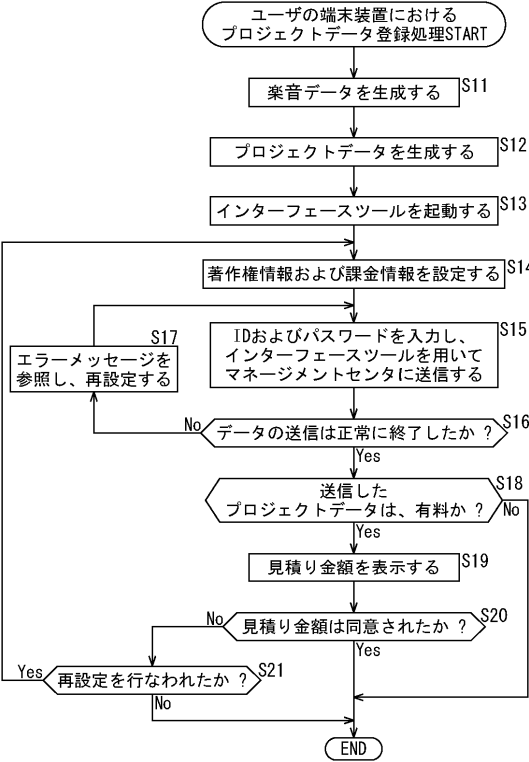 ユーザの端末装置における
プロジェクトデータ登録処理START
楽音データを生成する
S11
プロジェクトデータを生成する
S12
インターフェースツールを起動する
S13
著作権情報および課金情報を設定する
S14
IDおよびパスワードを入力し、
インターフェースツールを用いて
マネージメントセンタに送信する
S15
データの送信は正常に終了したか ?
S16
No
Yes
エラーメッセージを
参照し、再設定する
S17
送信した
プロジェクトデータは、有料か ?
S18
No
Yes
見積り金額を表示する
S19
見積り金額は同意されたか ?
S20
No
Yes
再設定を行なわれたか ?
S21
Yes
No
END